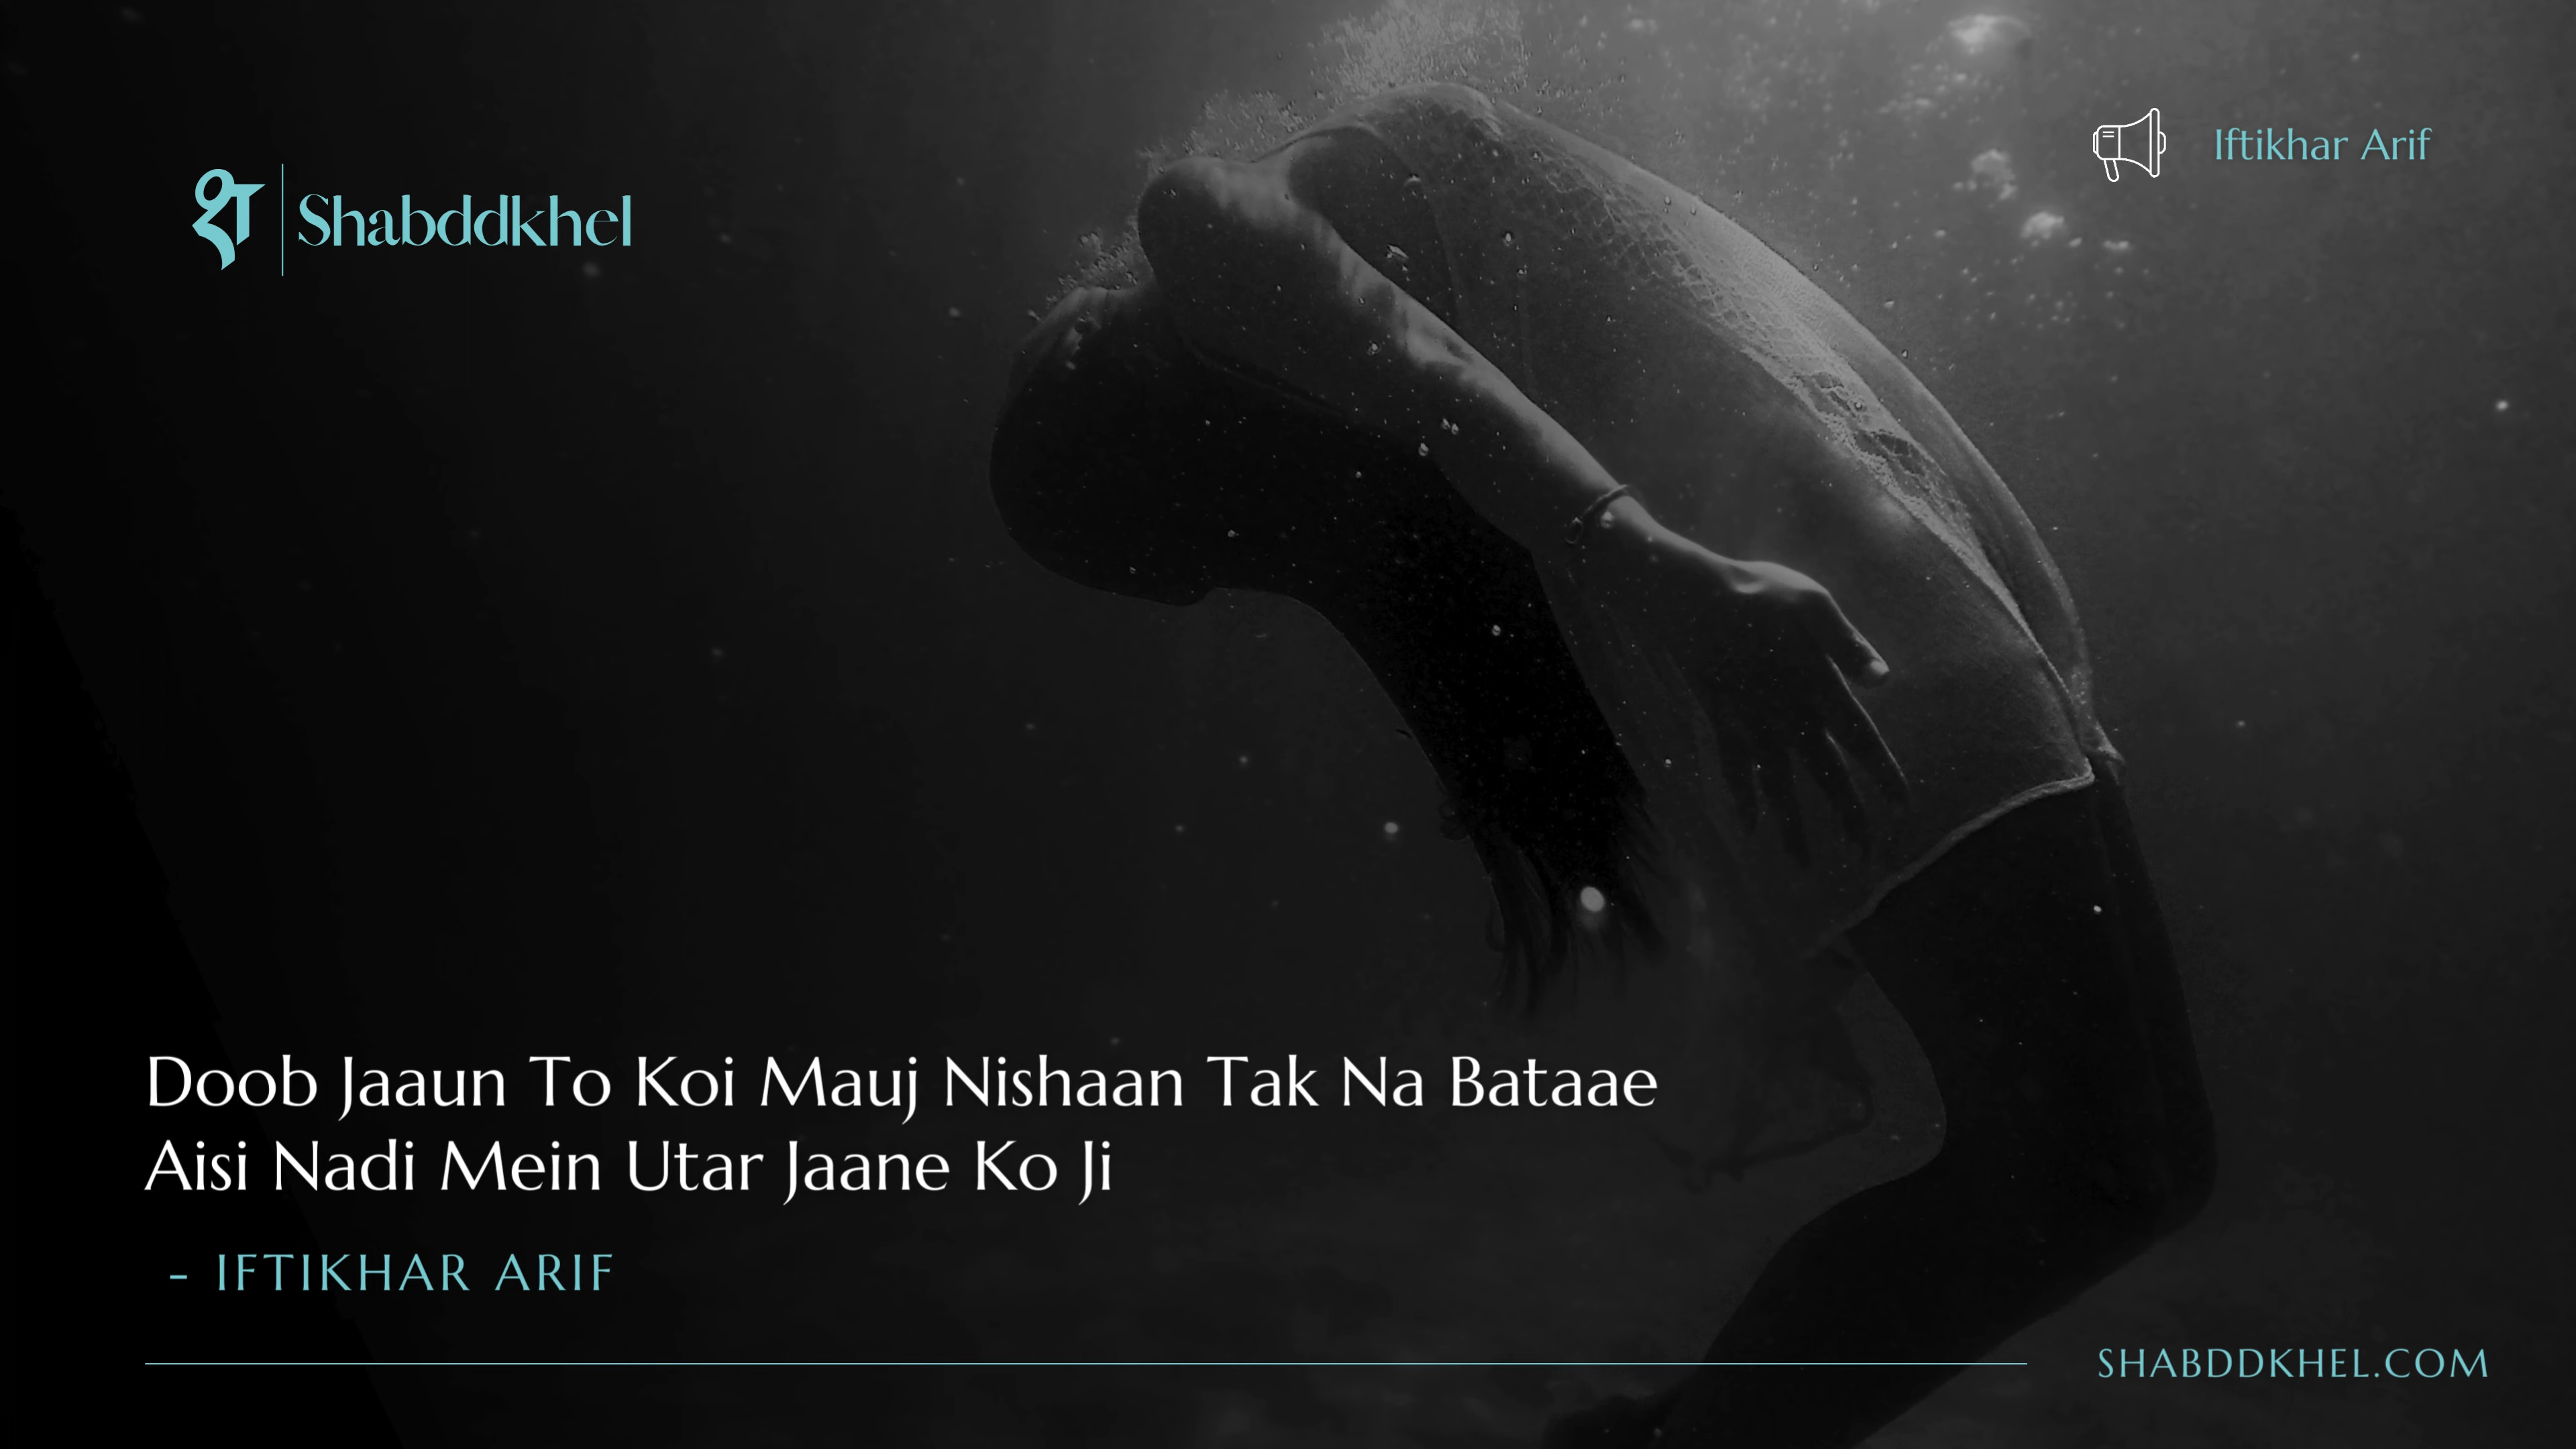 श Shabddkhel
Iftikhar Arif
Doob Jaaun To Koi Mauj Nishaan Tak Na Bataae
Aisi Nadi Mein Utar Jaane Ko Ji
- IFTIKHAR ARIF
SHABDDKHEL.COM